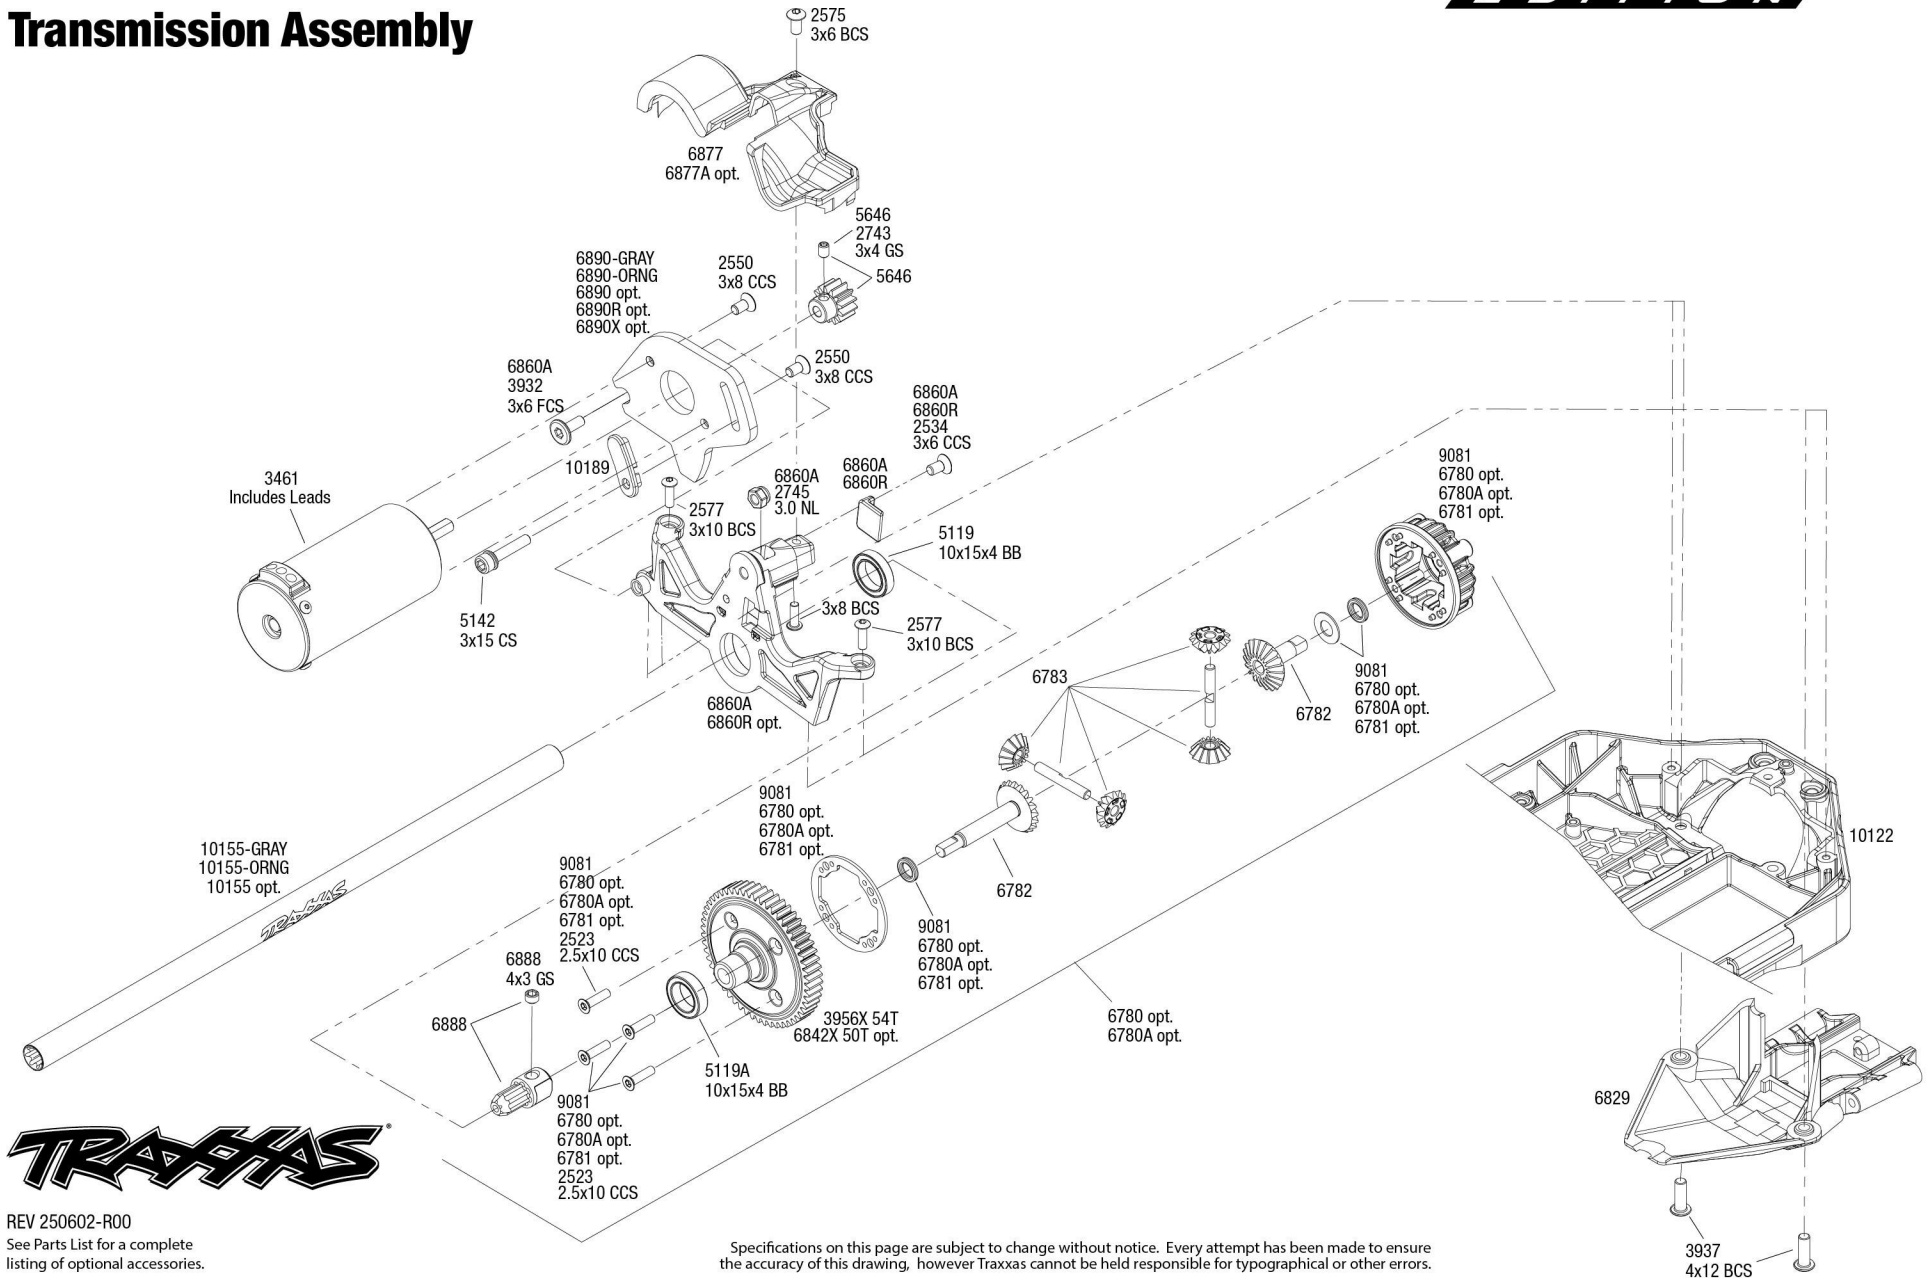 Transmission Assembly
EDITION
2575
3x6 BCS
6877
6877A opt.
5646
2743
3x4 GS
5646
6890-GRAY
6890-ORNG
6890 opt.
6890R opt.
6890X opt.
2550
3x8 CCS
2550
3x8 CCS
6860A
3932
3x6 FCS
6860A
6860R
2534
3x6 CCS
10189
6860A
2745
3.0 NL
6860A
6860R
3461
Includes Leads
2577
3x10 BCS
5119
10x15x4 BB
9081
6780 opt.
6780A opt.
6781 opt.
5142
3x15 CS
3x8 BCS
2577
3x10 BCS
6783
6782
9081
6780 opt.
6780A opt.
6781 opt.
6860A
6860R opt.
9081
6780 opt.
6780A opt.
6781 opt.
10122
10155-GRAY
10155-ORNG
10155 opt.
TRAXXAS
9081
6780 opt.
6780A opt.
6781 opt.
2523
2.5x10 CCS
6782
9081
6780 opt.
6780A opt.
6781 opt.
6888
4x3 GS
6888
3956X 54T
6842X 50T opt.
6780 opt.
6780A opt.
5119A
10x15x4 BB
6829
9081
6780 opt.
6780A opt.
6781 opt.
2523
2.5x10 CCS
TRAXXAS
REV 250602-R00
See Parts List for a complete
listing of optional accessories.
Specifications on this page are subject to change without notice. Every attempt has been made to ensure
the accuracy of this drawing, however Traxxas cannot be held responsible for typographical or other errors.
3937
4x12 BCS